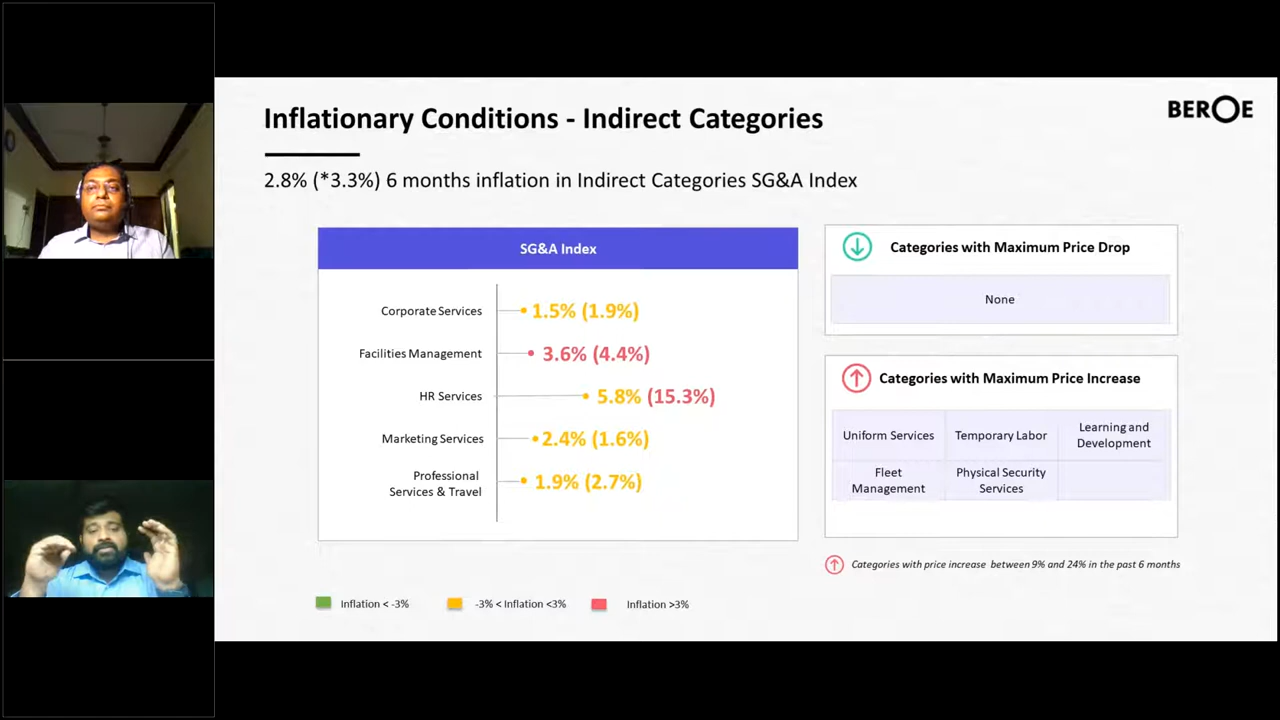 Inflationary Conditions - Indirect Categories
BEROE
2.8% (*3.3%) 6 months inflation in Indirect Categories SG&A Index
SG&A Index
Corporate Services 1.5% (1.9%)
Facilities Management 3.6% (4.4%)
HR Services 5.8% (15.3%)
Marketing Services 2.4% (1.6%)
Professional
Services & Travel 1.9% (2.7%)
Inflation < -3% -3% < Inflation <3% Inflation >3%
Categories with Maximum Price Drop
None
Categories with Maximum Price Increase
Uniform Services Temporary Labor Learning and
Development
Fleet
Management Physical Security
Services
Categories with price increase between 9% and 24% in the past 6 months